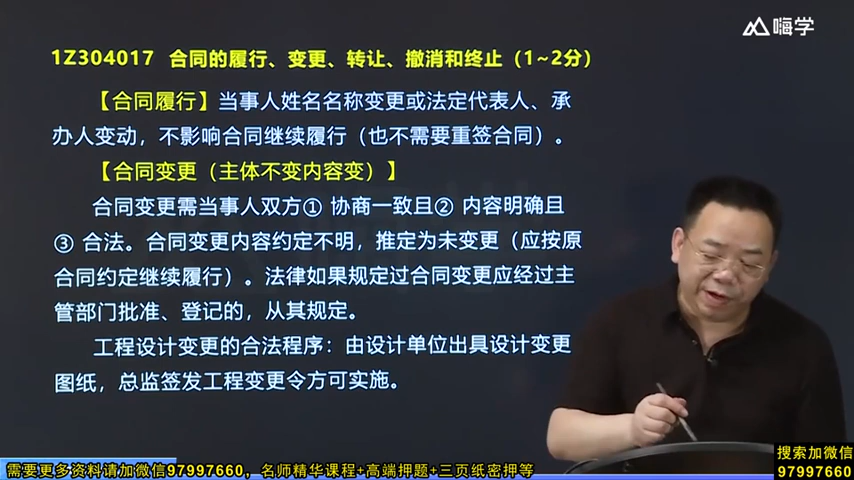 嗨学
1Z304017 合同的履行、变更、转让、撤消和终止（1~2分）
【合同履行】当事人姓名名称变更或法定代表人、承
办人变动，不影响合同继续履行（也不需要重签合同）。
【合同变更（主体不变内容变）】
合同变更需当事人双方① 协商一致且② 内容明确且
③ 合法。合同变更内容约定不明，推定为未变更（应按原
合同约定继续履行）。法律如果规定过合同变更应经过主
管部门批准、登记的，从其规定。
工程设计变更的合法程序：由设计单位出具设计变更
图纸，总监签发工程变更令方可实施。
需要更多资料请加微信97997660，名师精华课程+高端押题+三页纸密押等
搜索加微信
97997660